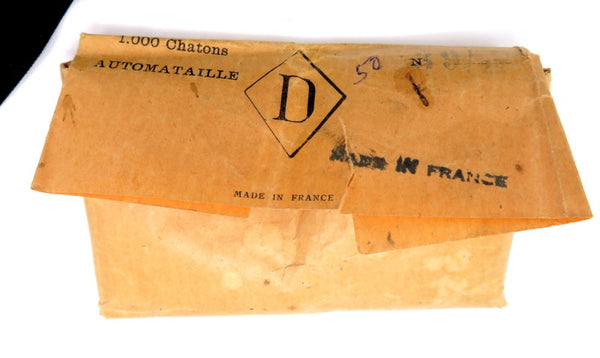 1.000 Chatons
AUTOMATAILLE
D
50
MADE IN FRANCE
MADE IN FRANCE